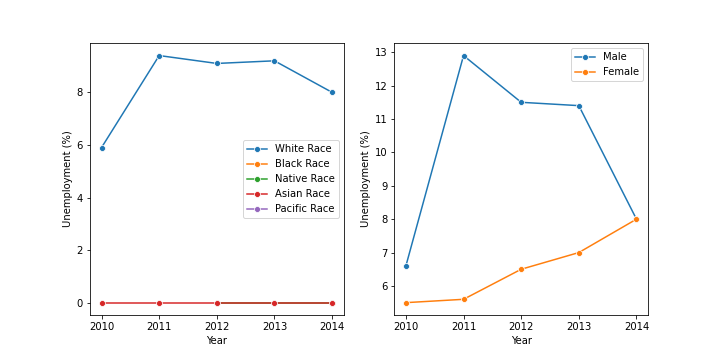 8
6
4
2
0
Unemployment (%)
2010 2011 2012 2013 2014
Year
White Race
Black Race
Native Race
Asian Race
Pacific Race
13
12
11
10
9
8
7
6
Unemployment (%)
2010 2011 2012 2013 2014
Year
Male
Female